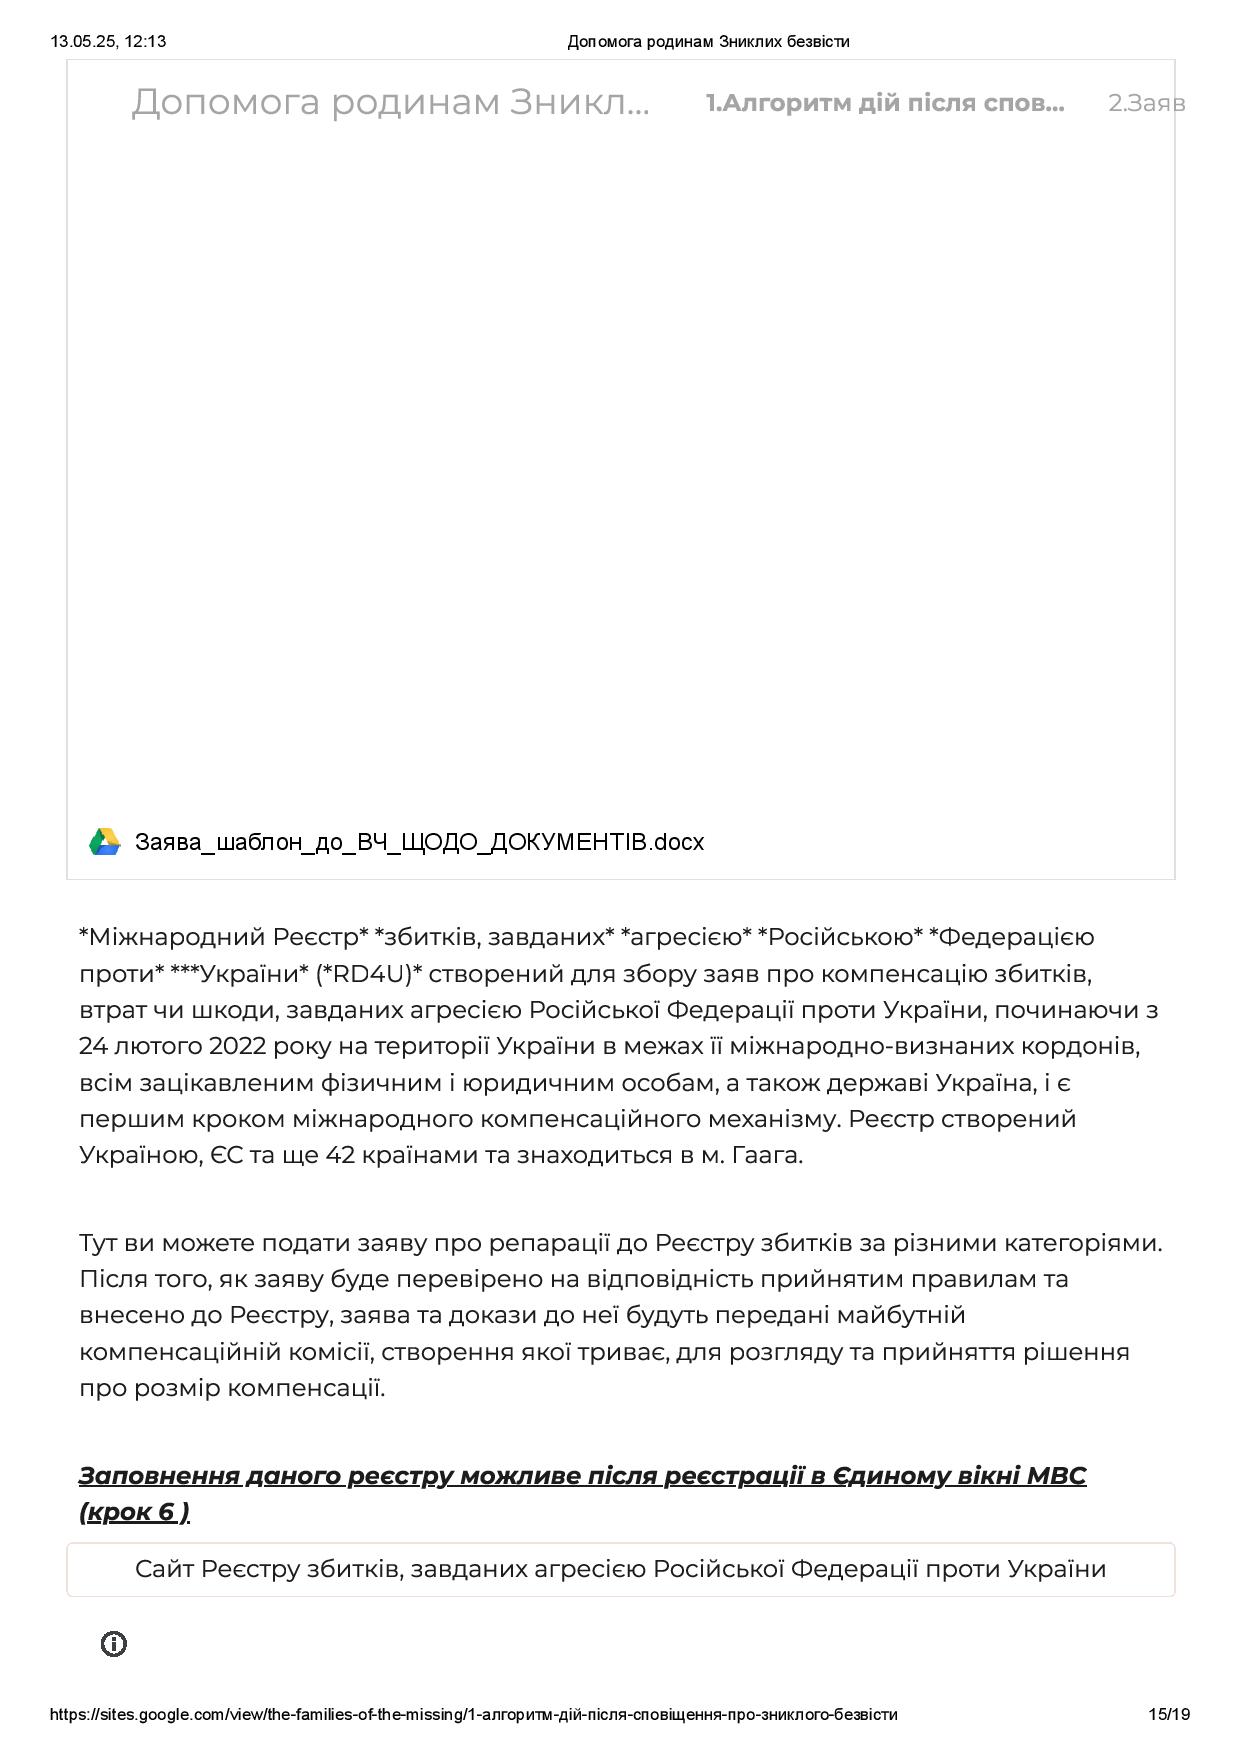 13.05.25, 12:13 Допомога родинам Зниклих безвісти
Допомога родинам Зникл... 1.Алгоритм дій після спов... 2.Заяв
Заява_шаблон_до_ВЧ_ЩОДО_ДОКУМЕНТІВ.docx
*Міжнародний Реєстр* *збитків, завданих* *агресією* *Російською* *Федерацією
проти* ***України* (*RD4U)* створений для збору заяв про компенсацію збитків,
втрат чи шкоди, завданих агресією Російської Федерації проти України, починаючи з
24 лютого 2022 року на території України в межах її міжнародно-визнаних кордонів,
всім зацікавленим фізичним і юридичним особам, а також державі Україна, і є
першим кроком міжнародного компенсаційного механізму. Реєстр створений
Україною, ЄС та ще 42 країнами та знаходиться в м. Гаага.
Тут ви можете подати заяву про репарації до Реєстру збитків за різними категоріями.
Після того, як заяву буде перевірено на відповідність прийнятим правилам та
внесено до Реєстру, заява та докази до неї будуть передані майбутній
компенсаційній комісії, створення якої триває, для розгляду та прийняття рішення
про розмір компенсації.
Заповнення даного реєстру можливе після реєстрації в Єдиному вікні МВС
(крок 6 )
Сайт Реєстру збитків, завданих агресією Російської Федерації проти України
https://sites.google.com/view/the-families-of-the-missing/1-алгоритм-дій-після-сповіщення-про-зниклого-безвісти 15/19